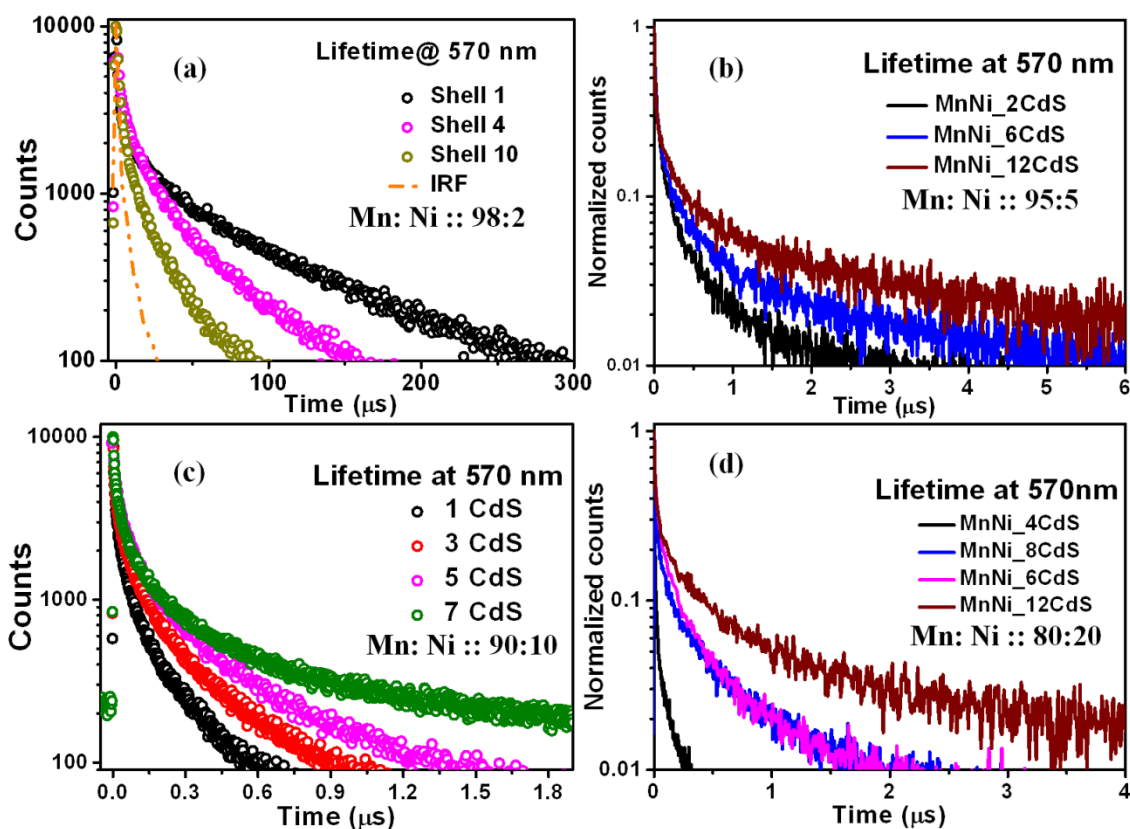 (a)
Lifetime@ 570 nm
Shell 1
Shell 4
Shell 10
IRF
Mn: Ni :: 98:2
Counts
10000
1000
100
0
100
200
300
Time (μs)
(b)
Lifetime at 570 nm
MnNi_2CdS
MnNi_6CdS
MnNi_12CdS
Mn: Ni :: 95:5
Normalized counts
1
0.1
0.01
0
1
2
3
4
5
6
Time (μs)
(c)
Lifetime at 570 nm
1 CdS
3 CdS
5 CdS
7 CdS
Mn: Ni :: 90:10
Counts
10000
1000
100
0.0
0.3
0.6
0.9
1.2
1.5
1.8
Time (μs)
(d)
Lifetime at 570nm
MnNi_4CdS
MnNi_8CdS
MnNi_6CdS
MnNi_12CdS
Mn: Ni :: 80:20
Normalized counts
1
0.1
0.01
0
1
2
3
4
Time (μs)